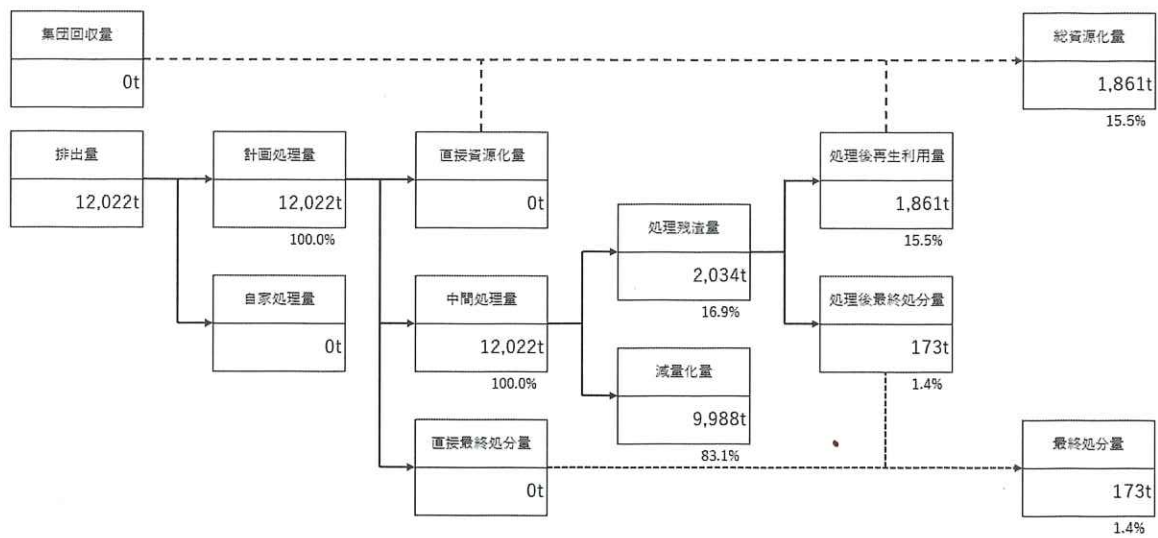 集団回収量
0t
総資源化量
1,861t
15.5%
排出量
12,022t
計画処理量
12,022t
100.0%
直接資源化量
0t
処理後再生利用量
1,861t
15.5%
自家処理量
0t
中間処理量
12,022t
100.0%
処理残渣量
2,034t
16.9%
処理後最終処分量
173t
1.4%
減量化量
9,988t
83.1%
直接最終処分量
0t
最終処分量
173t
1.4%